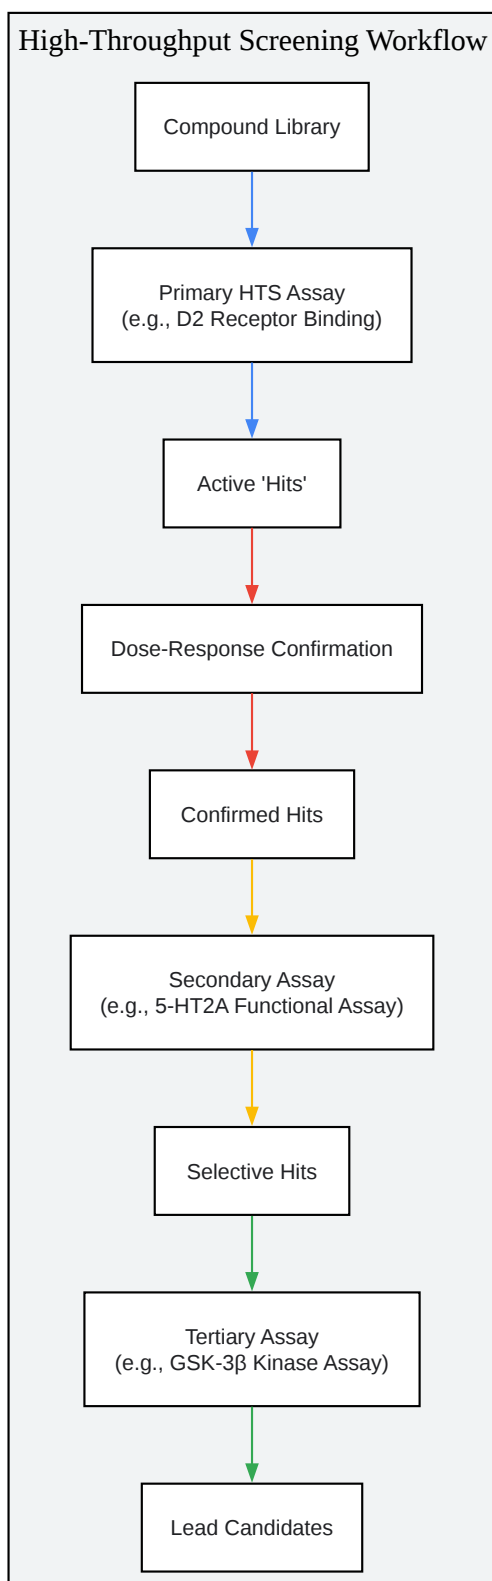 High-Throughput Screening Workflow
Compound Library
Primary HTS Assay
(e.g., D2 Receptor Binding)
Active 'Hits'
Dose-Response Confirmation
Confirmed Hits
Secondary Assay
(e.g., 5-HT2A Functional Assay)
Selective Hits
Tertiary Assay
(e.g., GSK-3β Kinase Assay)
Lead Candidates